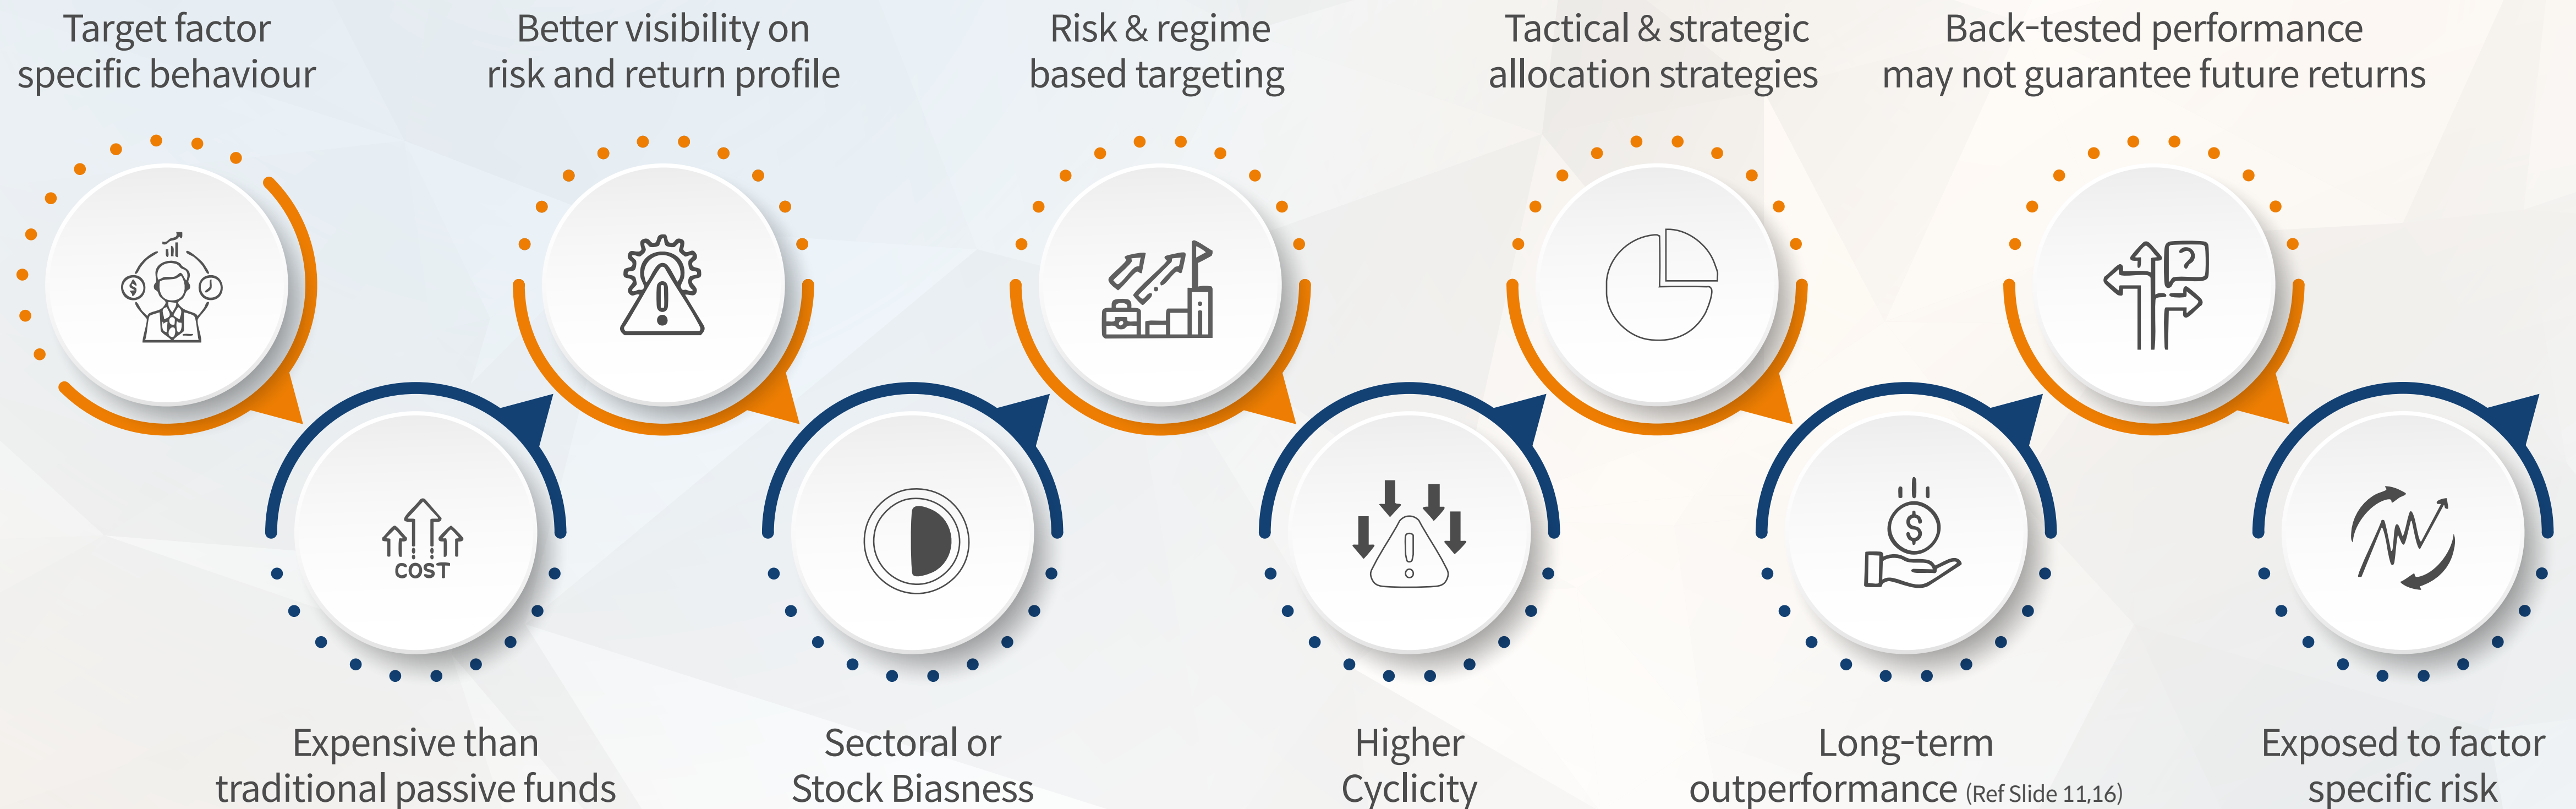 Target factor
specific behaviour
Better visibility on
risk and return profile
Risk & regime
based targeting
Tactical & strategic
allocation strategies
Back-tested performance
may not guarantee future returns
$
?
COST
$
Expensive than
traditional passive funds
Sectoral or
Stock Biasness
Higher
Cyclicity
Long-term
outperformance (Ref Slide 11,16)
Exposed to factor
specific risk